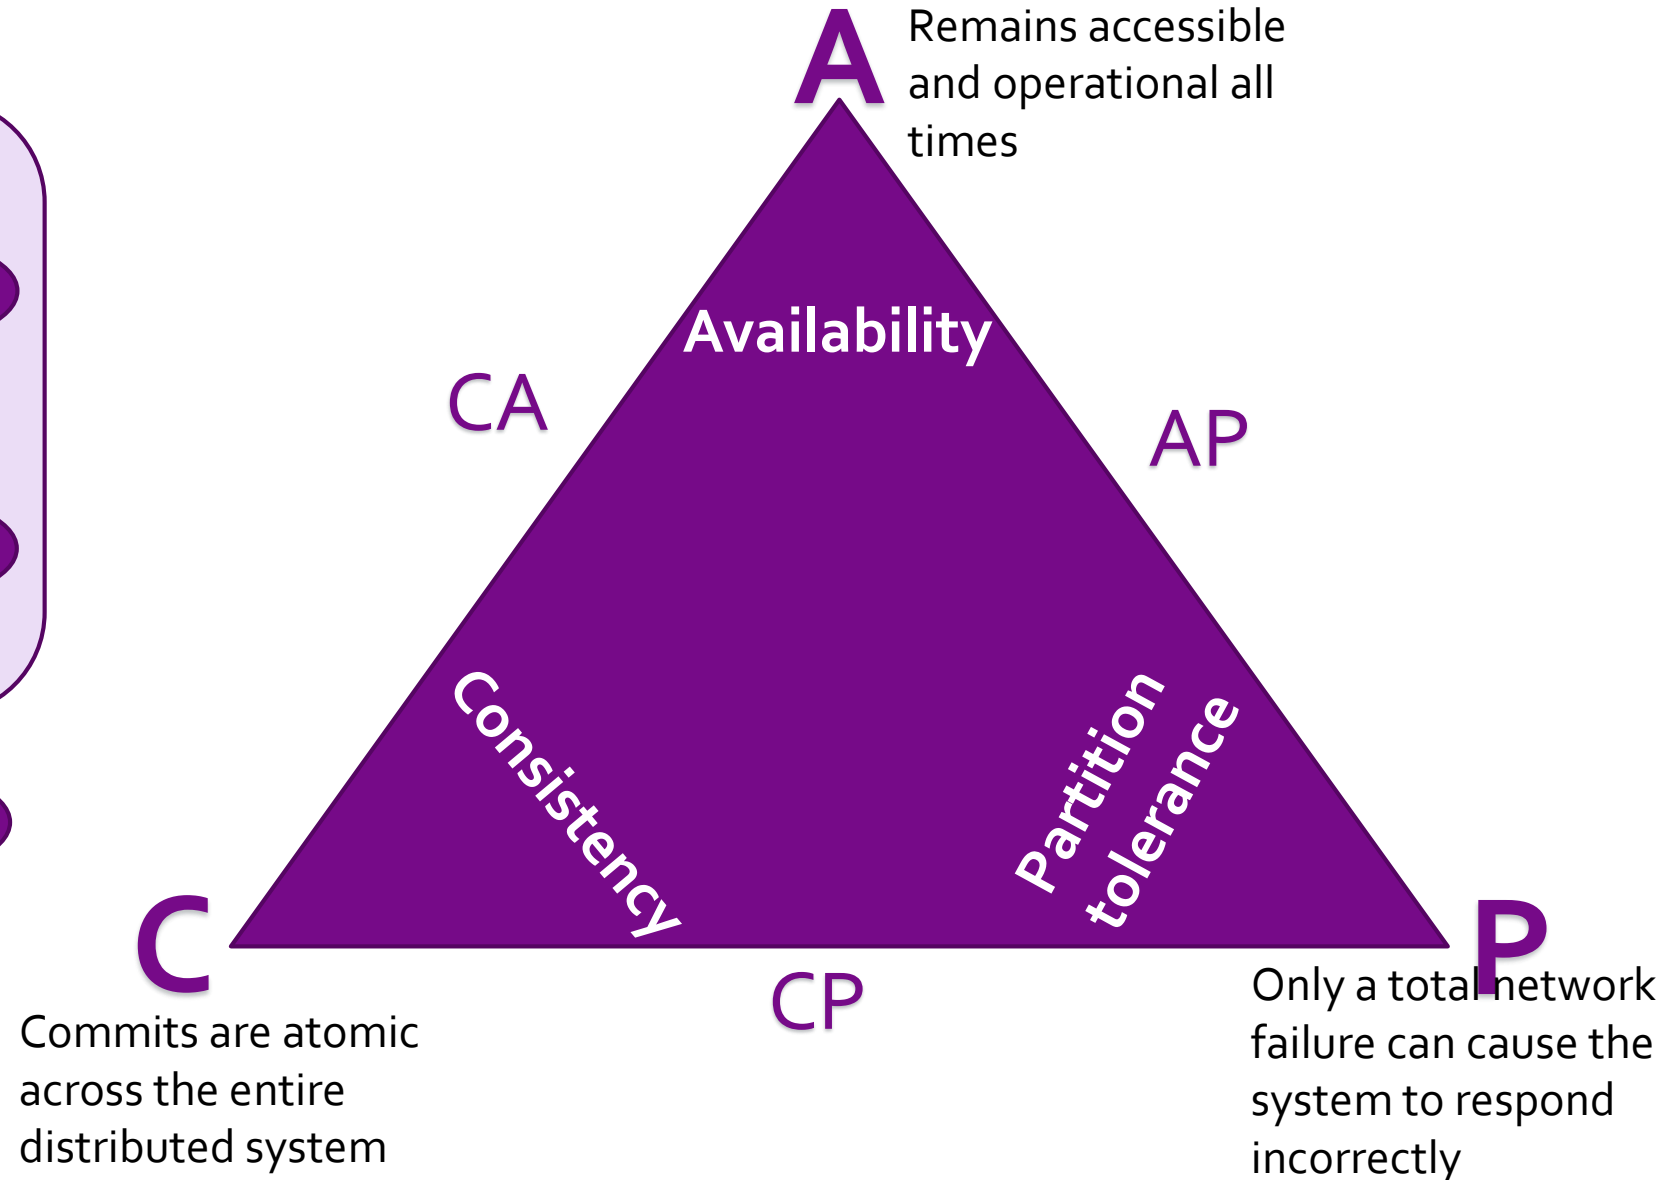 A
Remains accessible
and operational all
times
Availability
CA
AP
Consistency
Partition
tolerance
C
P
CP
Commits are atomic
across the entire
distributed system
Only a total network
failure can cause the
system to respond
incorrectly